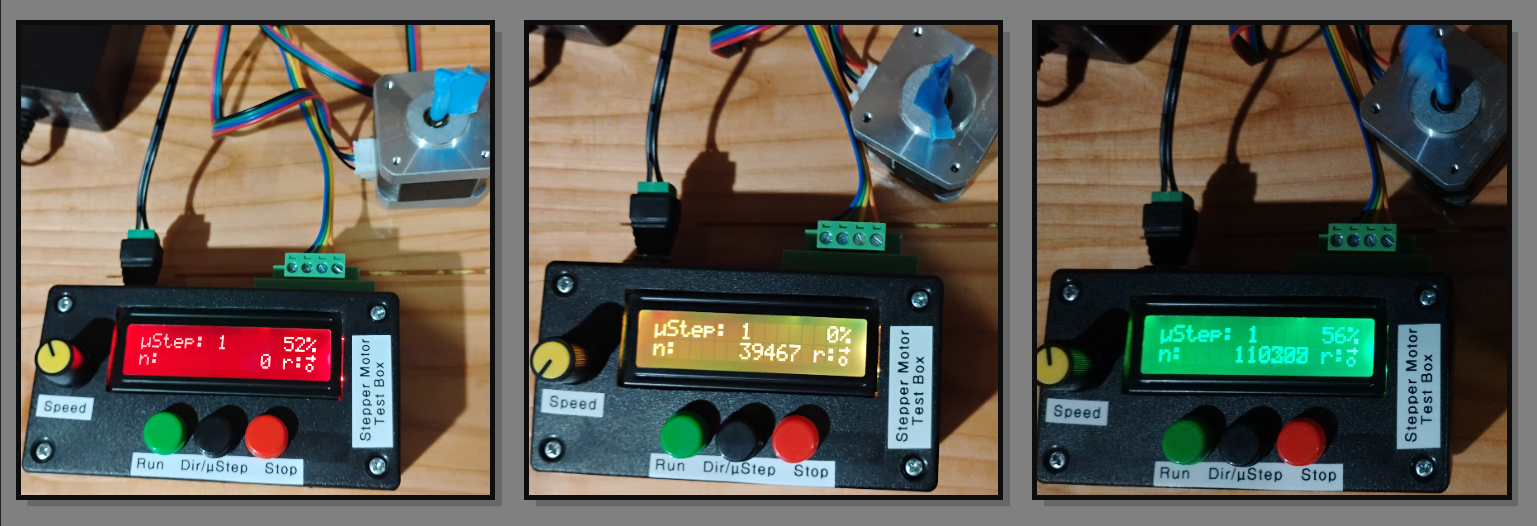 µStep: 1 52%
n: 0 r:
Speed
Run Dir/µStep Stop
Stepper Motor
Test Box
µStep: 1 0%
n: 39467 r:
Speed
Run Dir/µStep Stop
Stepper Motor
Test Box
µStep: 1 56%
n: r:
Speed
Run Dir/µStep Stop
Stepper Motor
Test Box